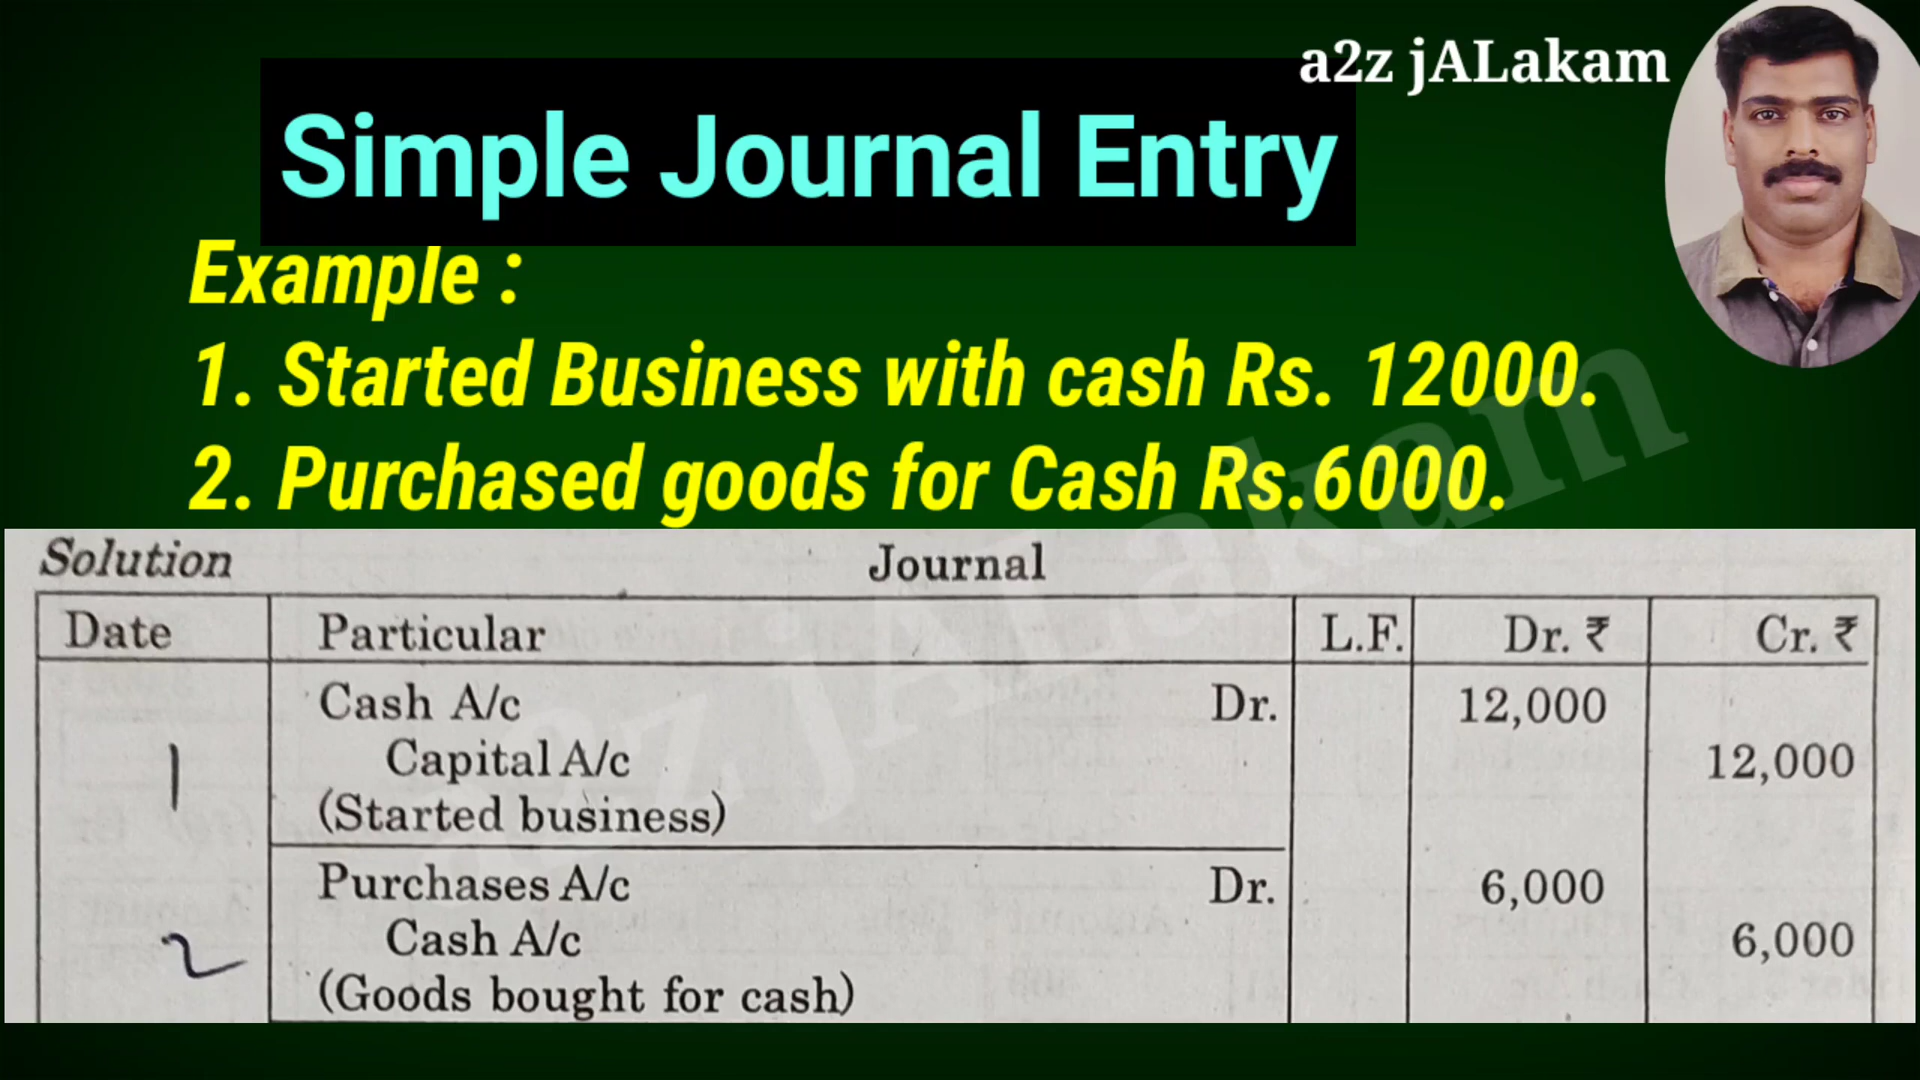 a2z jALakam
Simple Journal Entry
Example :
1. Started Business with cash Rs. 12000.
2. Purchased goods for Cash Rs.6000.
a2z jALakam
Solution Journal
Date Particular L.F. Dr. ₹ Cr. ₹
Cash A/c Dr. 12,000
1 Capital A/c 12,000
(Started business)
Purchases A/c Dr. 6,000
2 Cash A/c 6,000
(Goods bought for cash)